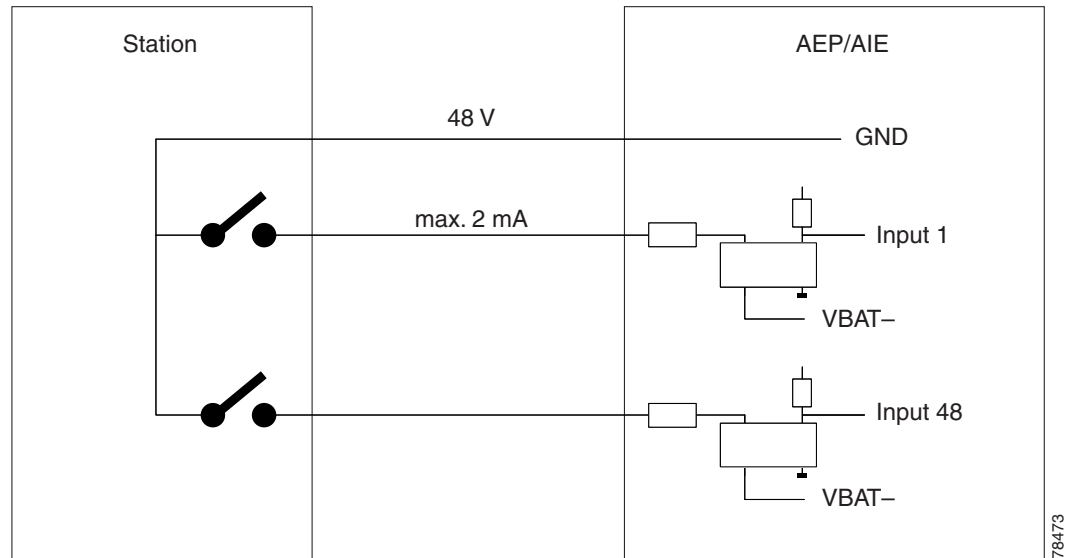 Station
AEP/AIE
48 V
GND
max. 2 mA
Input 1
VBAT–
Input 48
VBAT–
78473